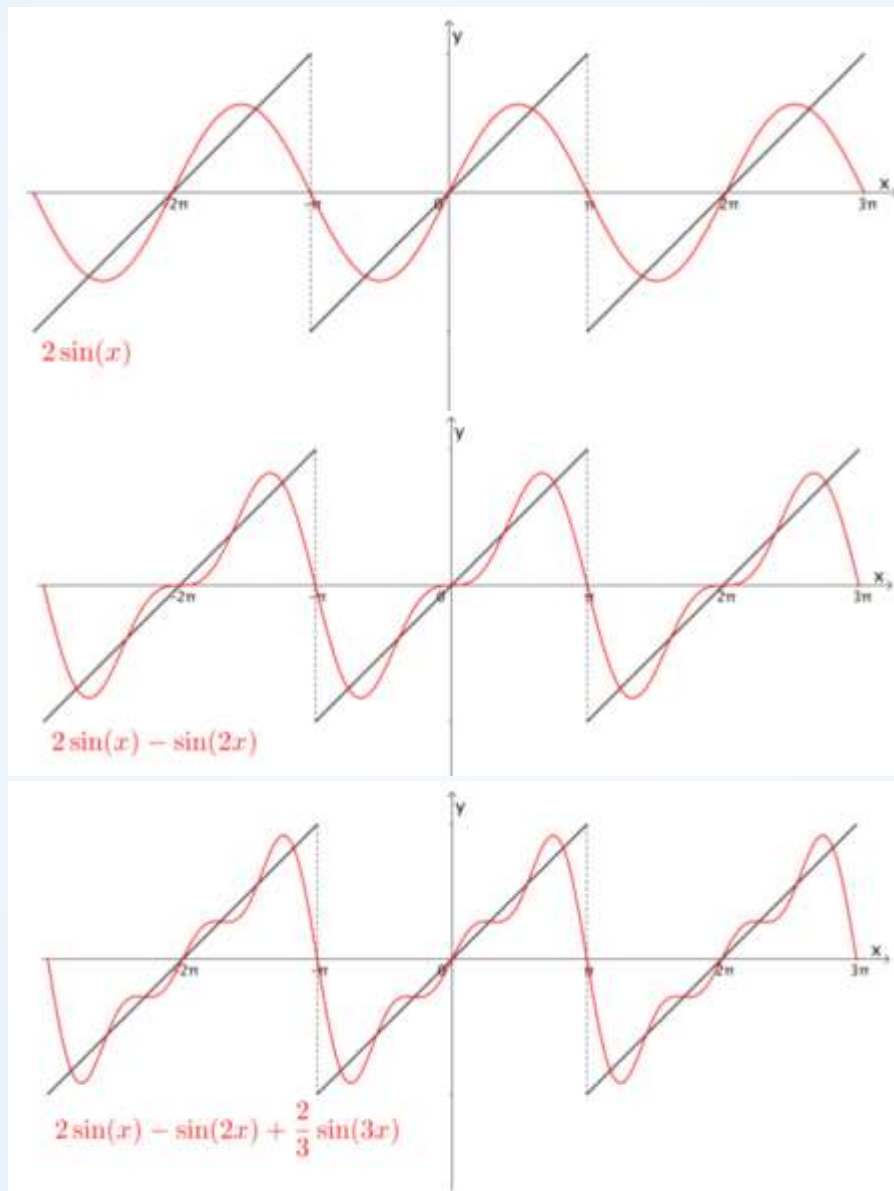 y
x
-2π
-π
0
π
2π
3π
2 sin(x)
y
x
-2π
-π
0
π
2π
3π
2 sin(x) − sin(2x)
y
x
-2π
-π
0
π
2π
3π
2 sin(x) − sin(2x) + 2/3 sin(3x)